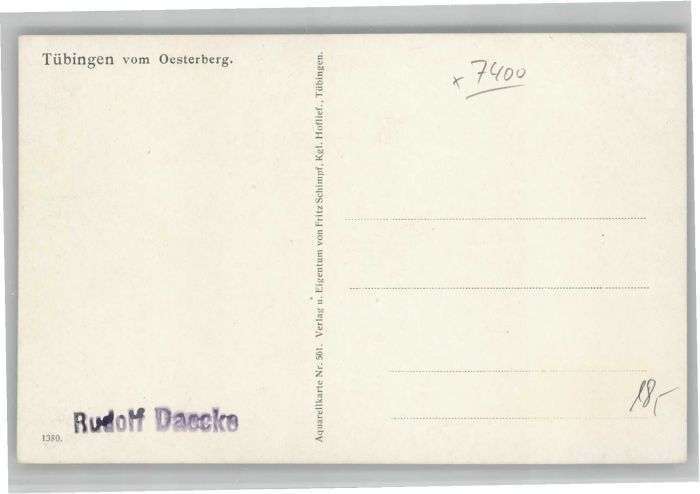 Tübingen vom Oesterberg.
Aquarellkarte Nr. 501. Verlag u. Eigentum von Fritz Schimpf, Kgl. Hoflief., Tübingen.
x 7400
18,-
Rudolf Daecke
1380.